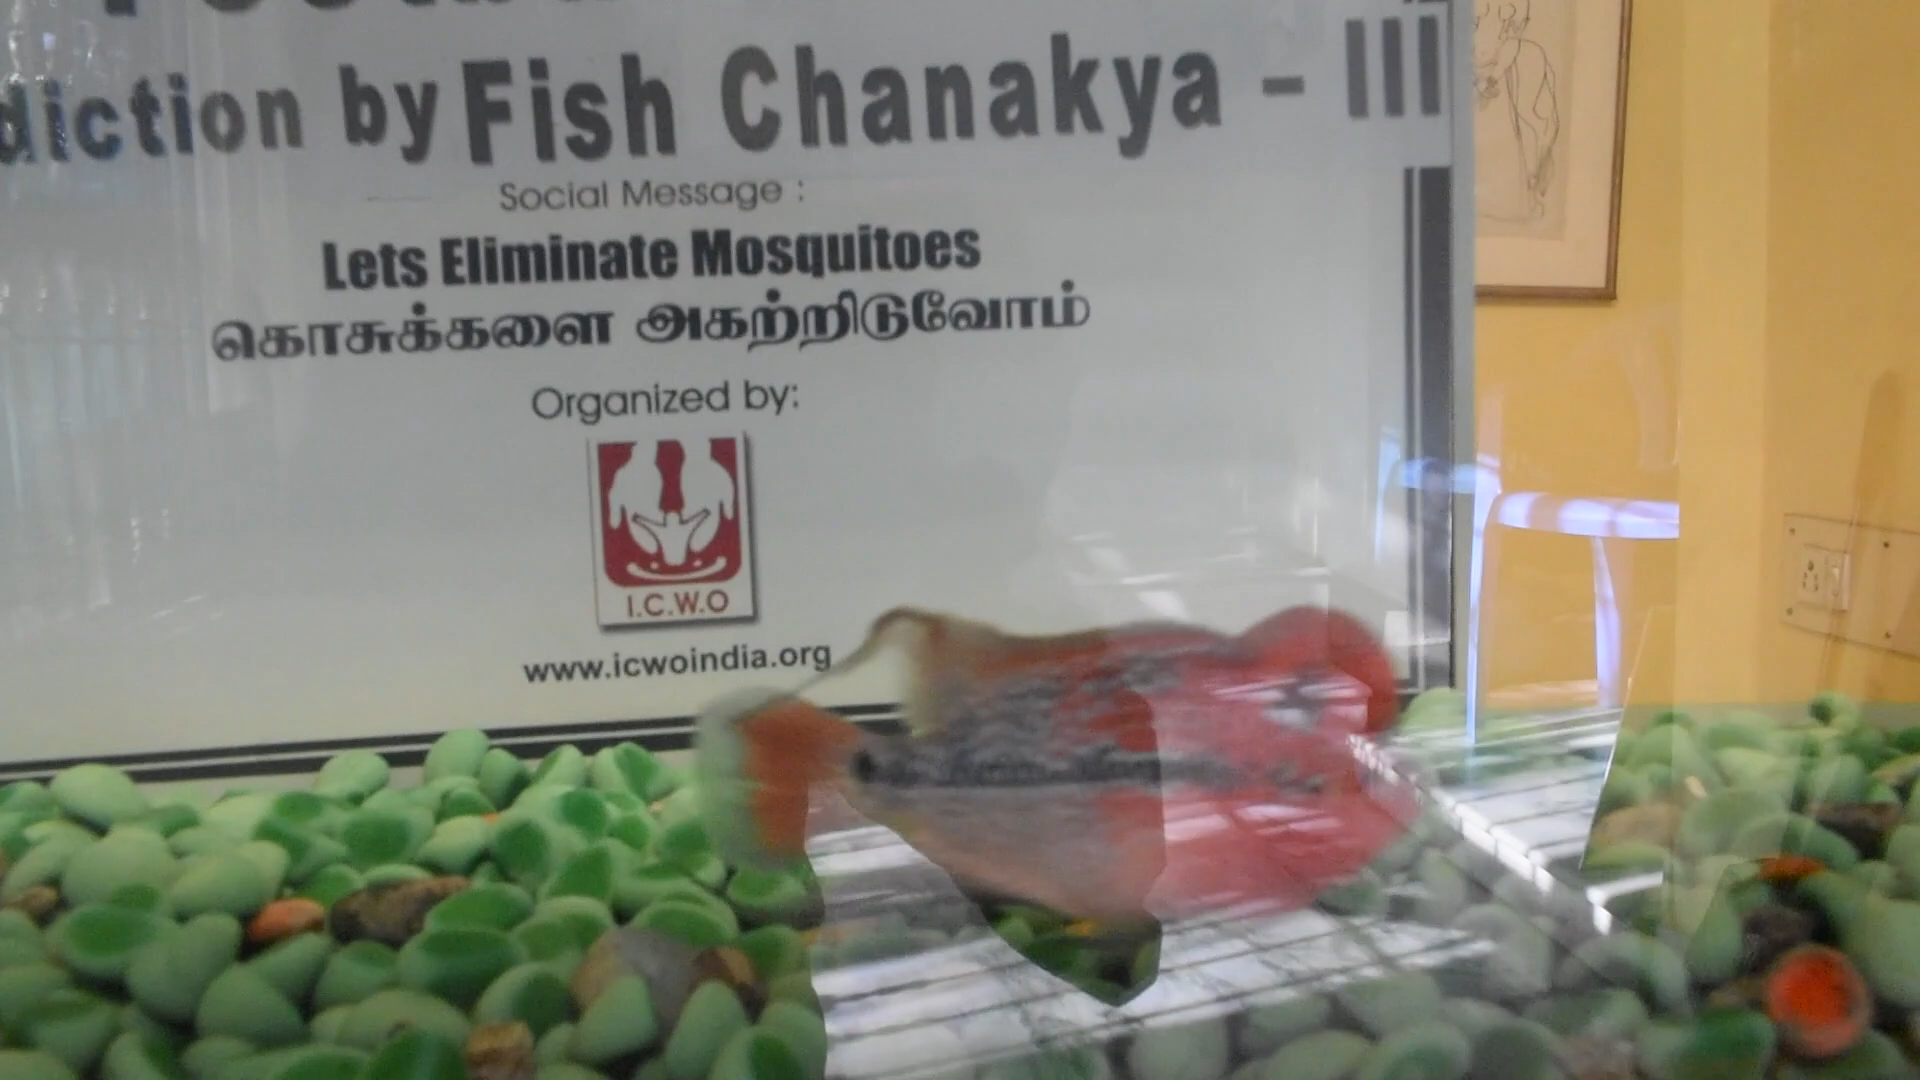 diction by Fish Chanakya - III
Social Message :
Lets Eliminate Mosquitoes
கொசுக்களை அகற்றிடுவோம்
Organized by:
I.C.W.O
www.icwoindia.org